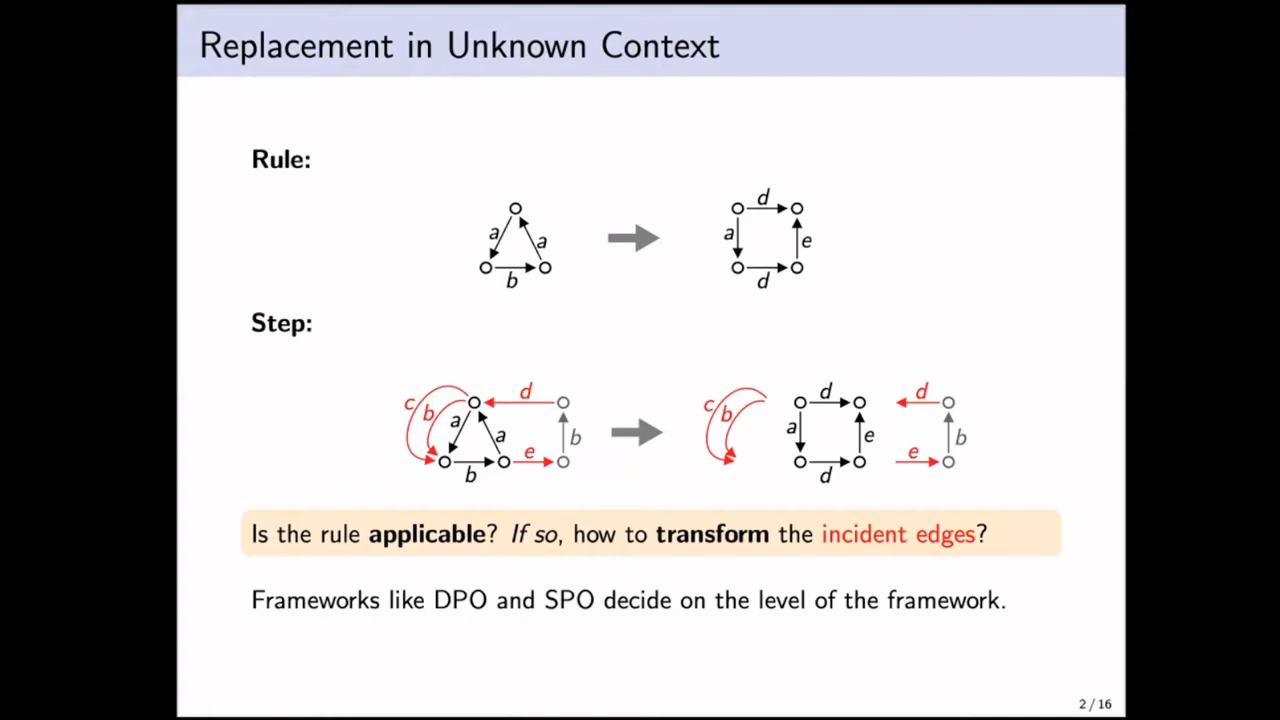 Replacement in Unknown Context
Rule:
d
a a a e
b d
Step:
c b a d a b e b
c b d a e d d b e
Is the rule applicable? If so, how to transform the incident edges?
Frameworks like DPO and SPO decide on the level of the framework.
2 / 16